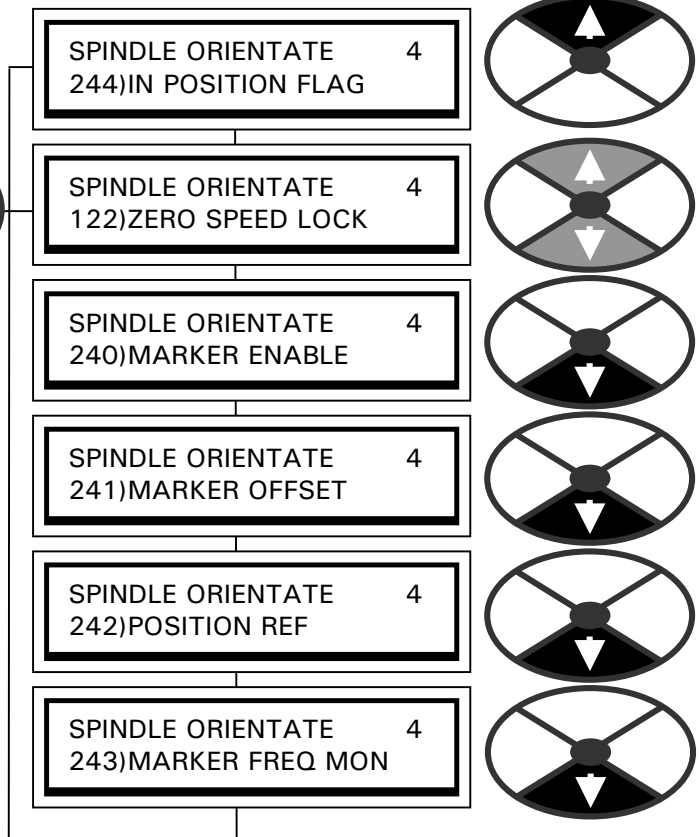 SPINDLE ORIENTATE 4
244)IN POSITION FLAG
SPINDLE ORIENTATE 4
122)ZERO SPEED LOCK
SPINDLE ORIENTATE 4
240)MARKER ENABLE
SPINDLE ORIENTATE 4
241)MARKER OFFSET
SPINDLE ORIENTATE 4
242)POSITION REF
SPINDLE ORIENTATE 4
243)MARKER FREQ MON